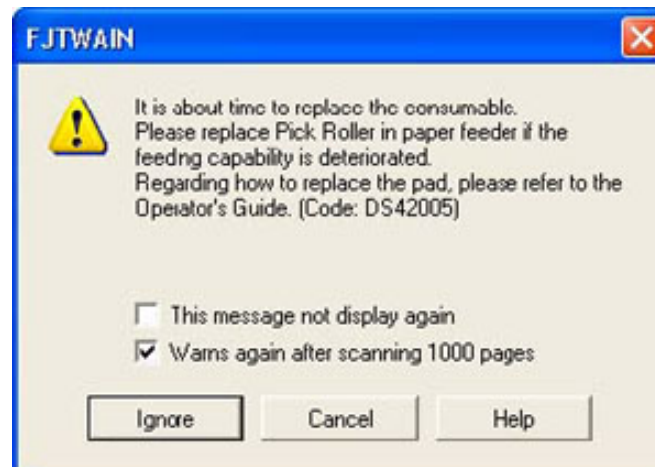 FJTWAIN
It is about time to replace the consumable.
Please replace Pick Roller in paper feeder if the
feeding capability is deteriorated.
Regarding how to replace the pad, please refer to the
Operator's Guide. (Code: DS42005)
This message not display again
Warns again after scanning 1000 pages
Ignore
Cancel
Help